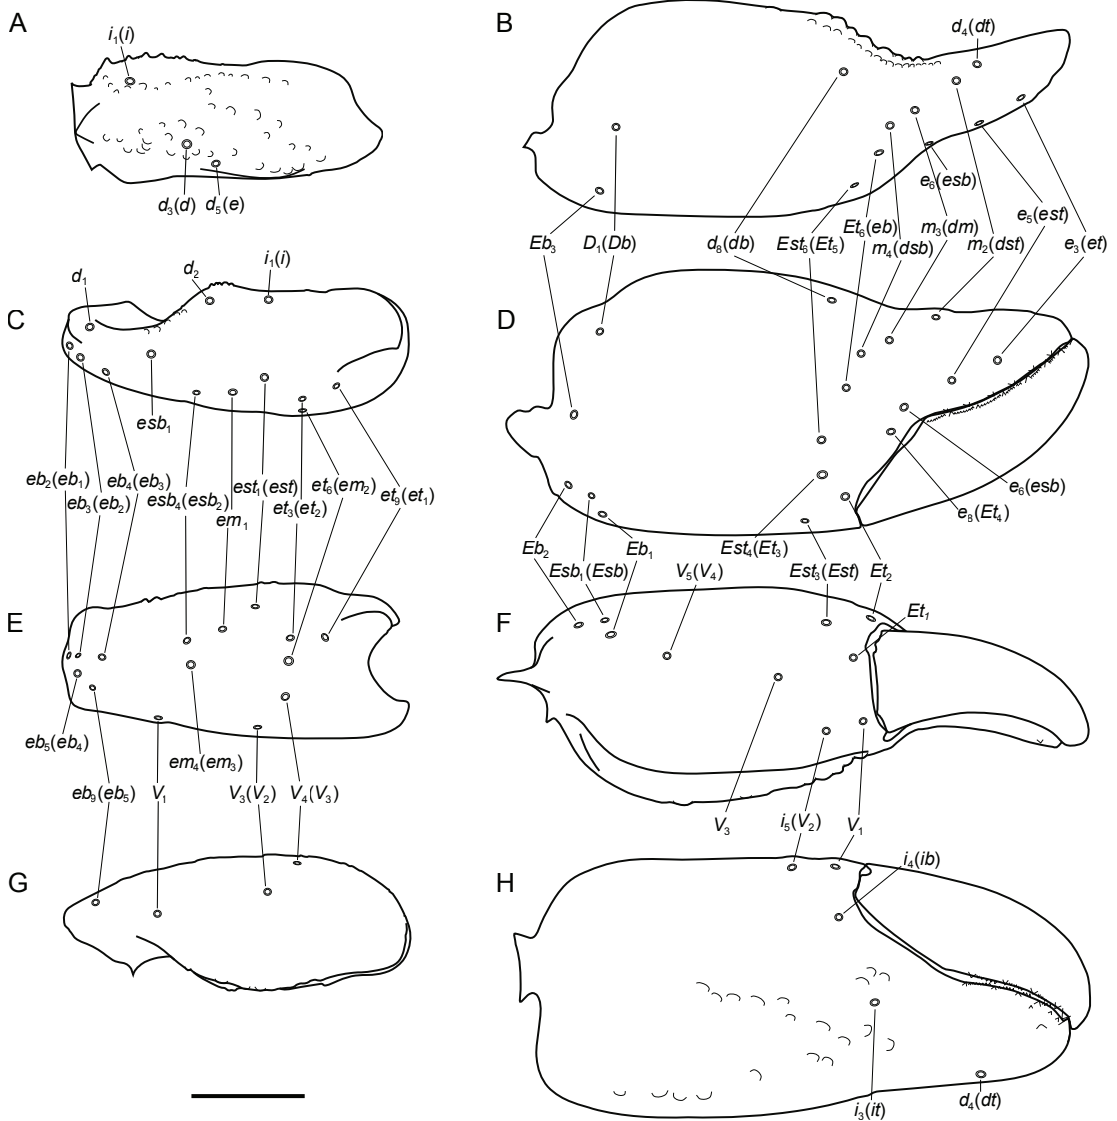 A
i₁(i)
d₃(d) d₅(e)
B
d₄(dt)
e₆(esb)
e₅(est)
Et₆(eb) m₃(dm)
Eb₃ D₁(Db) d₈(db) Est₆(Et₅) m₄(dsb) m₂(dst) e₃(et)
C
d₁ d₂ i₁(i)
esb₁
eb₂(eb₁) eb₄(eb₃) est₁(est) et₆(em₂)
eb₃(eb₂) esb₄(esb₂) et₃(et₂) et₉(et₁)
em₁
D
e₆(esb)
e₈(Et₄)
Eb₂ Eb₁ Est₄(Et₃)
Esb₁(Esb) V₅(V₄) Est₃(Est) Et₂
E
eb₅(eb₄)
em₄(em₃)
eb₉(eb₅) V₁ V₃(V₂) V₄(V₃)
F
Et₁
V₃ i₅(V₂) V₁
G
H
i₄(ib)
i₃(it) d₄(dt)